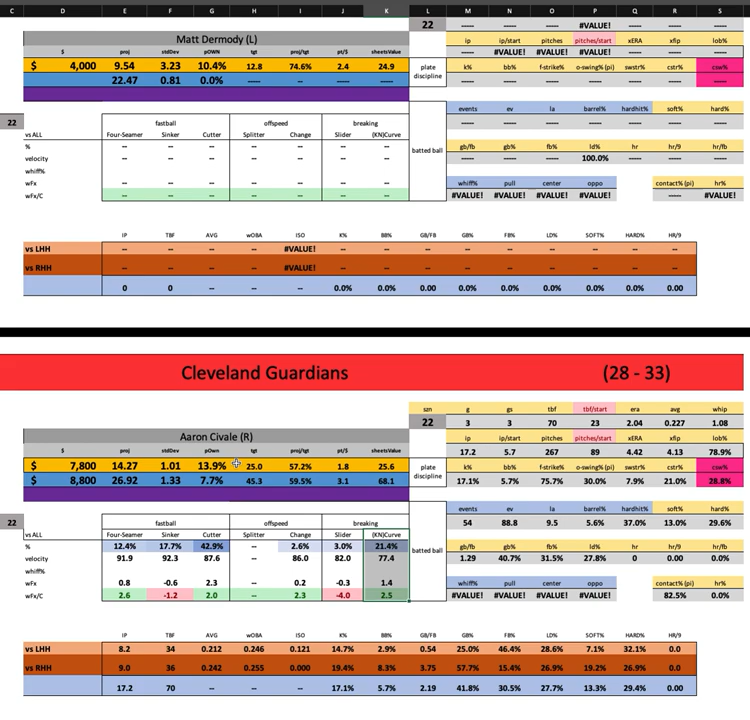 C D E F G H I J K L M N O P Q R S
22 ----- ----- ----- #VALUE! ----- ----- -----
Matt Dermody (L)
ip ip/start pitches pitches/start xERA xfip lob%
----- #VALUE! #VALUE! #VALUE! ----- ----- -----
$ proj stdDev pOWN tgt proj/tgt pt/$ sheetsValue
$ 4,000 9.54 3.23 10.4% 12.8 74.6% 2.4 24.9
22.47 0.81 0.0% ----- ----- -- -----
plate discipline
k% bb% f-strike% o-swing% (pi) swstr% cstr% csw%
----- ----- ----- ----- ----- ----- -----
events ev la barrel% hardhit% soft% hard%
----- ----- ----- ----- ----- ----- -----
22 fastball offspeed breaking
vs ALL Four-Seamer Sinker Cutter Splitter Change Slider (KN)Curve
% -- -- -- -- -- -- --
velocity -- -- -- -- -- -- --
whiff%
wFx -- -- -- -- -- -- --
wFx/C -- -- -- -- -- -- --
batted ball
gb/fb gb% fb% ld% hr hr/9 hr/fb
----- ----- ----- 100.0% ----- ----- -----
whiff% pull center oppo contact% (pi) hr%
#VALUE! #VALUE! #VALUE! #VALUE! ----- #VALUE!
IP TBF AVG wOBA ISO K% BB% GB/FB GB% FB% LD% SOFT% HARD% HR/9
vs LHH -- -- -- -- #VALUE! -- -- -- -- -- -- -- -- --
vs RHH -- -- -- -- #VALUE! -- -- -- -- -- -- -- -- --
0 0 -- -- -- 0.0% 0.0% 0.00 0.0% 0.0% 0.0% 0.0% 0.0% 0.00
Cleveland Guardians (28 - 33)
szn g gs tbf tbf/start era avg whip
22 3 3 70 23 2.04 0.227 1.08
Aaron Civale (R)
ip ip/start pitches pitches/start xERA xfip lob%
17.2 5.7 267 89 4.42 4.13 78.9%
$ proj stdDev pOwn tgt proj/tgt pt/$ sheetsValue
$ 7,800 14.27 1.01 13.9% 25.0 57.2% 1.8 25.6
$ 8,800 26.92 1.33 7.7% 45.3 59.5% 3.1 68.1
plate discipline
k% bb% f-strike% o-swing% (pi) swstr% cstr% csw%
17.1% 5.7% 75.7% 30.0% 7.9% 21.0% 28.8%
events ev la barrel% hardhit% soft% hard%
54 88.8 9.5 5.6% 37.0% 13.0% 29.6%
22 fastball offspeed breaking
vs ALL Four-Seamer Sinker Cutter Splitter Change Slider (KN)Curve
% 12.4% 17.7% 42.9% -- 2.6% 3.0% 21.4%
velocity 91.9 92.3 87.6 -- 86.0 82.0 77.4
whiff%
wFx 0.8 -0.6 2.3 -- 0.2 -0.3 1.4
wFx/C 2.6 -1.2 2.0 -- 2.3 -4.0 2.5
batted ball
gb/fb gb% fb% ld% hr hr/9 hr/fb
1.29 40.7% 31.5% 27.8% 0 0.00 0.0%
whiff% pull center oppo contact% (pi) hr%
#VALUE! #VALUE! #VALUE! #VALUE! 82.5% 0.0%
IP TBF AVG wOBA ISO K% BB% GB/FB GB% FB% LD% SOFT% HARD% HR/9
vs LHH 8.2 34 0.212 0.246 0.121 14.7% 2.9% 0.54 25.0% 46.4% 28.6% 7.1% 32.1% 0.0
vs RHH 9.0 36 0.242 0.255 0.000 19.4% 8.3% 3.75 57.7% 15.4% 26.9% 19.2% 26.9% 0.0
17.2 70 -- -- -- 17.1% 5.7% 2.19 41.8% 30.5% 27.7% 13.3% 29.4% 0.00